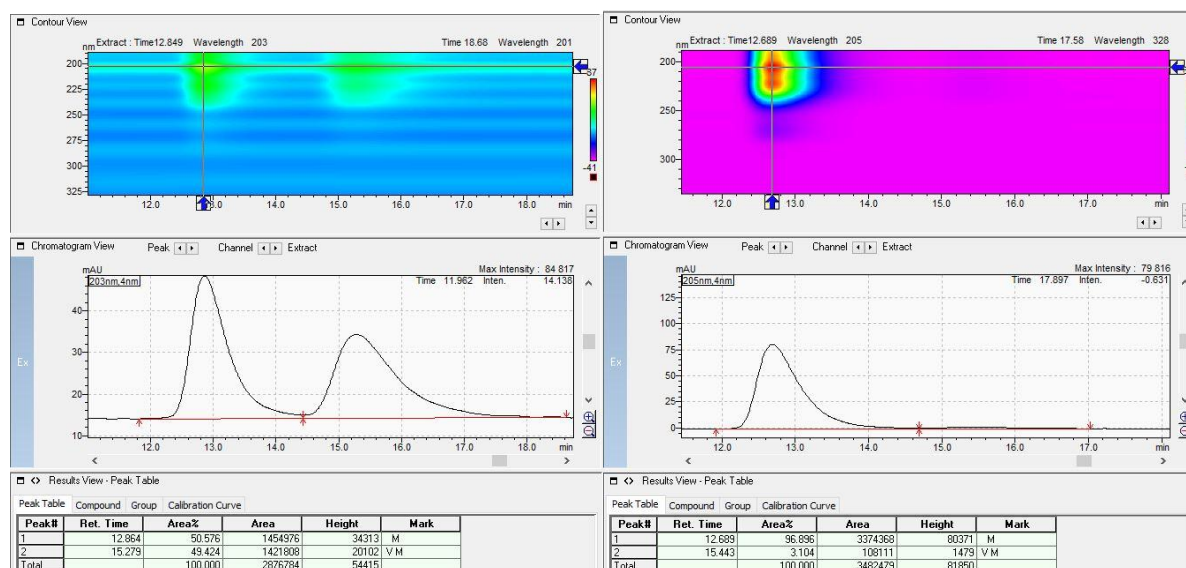 Contour View
nm Extract : Time12.849 Wavelength 203 Time 18.68 Wavelength 201
200
225
250
275
300
325
37
-41
12.0 13.0 14.0 15.0 16.0 17.0 18.0 min
Chromatogram View Peak Channel Extract
mAU
203nm,4nm
Max Intensity : 84 817
Time 11.962 Inten. 14.138
40
30
20
10
12.0 13.0 14.0 15.0 16.0 17.0 18.0 min
Ex
Results View - Peak Table
Peak Table Compound Group Calibration Curve
Peak# Ret. Time Area% Area Height Mark
1 12.864 50.576 1454976 34313 M
2 15.279 49.424 1421808 20102 V M
Total 100.000 2876784 54415
Contour View
nm Extract : Time12.689 Wavelength 205 Time 17.58 Wavelength 328
200
250
300
12.0 13.0 14.0 15.0 16.0 17.0 18.0 min
Chromatogram View Peak Channel Extract
mAU
205nm,4nm
Max Intensity : 79 816
Time 17.897 Inten. -0.631
125
100
75
50
25
0
12.0 13.0 14.0 15.0 16.0 17.0 18.0 min
Ex
Results View - Peak Table
Peak Table Compound Group Calibration Curve
Peak# Ret. Time Area% Area Height Mark
1 12.689 96.896 3374368 80371 M
2 15.443 3.104 108111 1479 V M
Total 100.000 3482479 81850